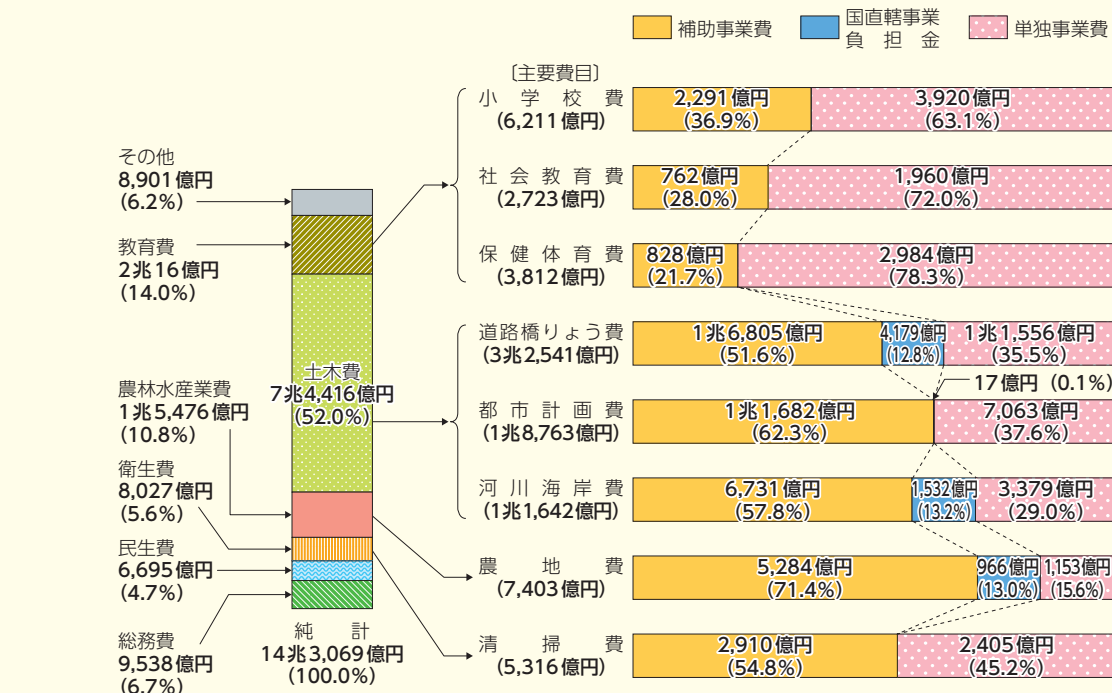 補助事業費
国直轄事業
負担金
単独事業費
〔主要費目〕
小学校費
(6,211億円)
2,291億円
(36.9%)
3,920億円
(63.1%)
社会教育費
(2,723億円)
762億円
(28.0%)
1,960億円
(72.0%)
保健体育費
(3,812億円)
828億円
(21.7%)
2,984億円
(78.3%)
道路橋りょう費
(3兆2,541億円)
1兆6,805億円
(51.6%)
4,179億円
(12.8%)
1兆1,556億円
(35.5%)
17億円 (0.1%)
都市計画費
(1兆8,763億円)
1兆1,682億円
(62.3%)
7,063億円
(37.6%)
河川海岸費
(1兆1,642億円)
6,731億円
(57.8%)
1,532億円
(13.2%)
3,379億円
(29.0%)
農地費
(7,403億円)
5,284億円
(71.4%)
966億円
(13.0%)
1,153億円
(15.6%)
清掃費
(5,316億円)
2,910億円
(54.8%)
2,405億円
(45.2%)
その他
8,901億円
(6.2%)
教育費
2兆16億円
(14.0%)
土木費
7兆4,416億円
(52.0%)
農林水産業費
1兆5,476億円
(10.8%)
衛生費
8,027億円
(5.6%)
民生費
6,695億円
(4.7%)
総務費
9,538億円
(6.7%)
純計
14兆3,069億円
(100.0%)